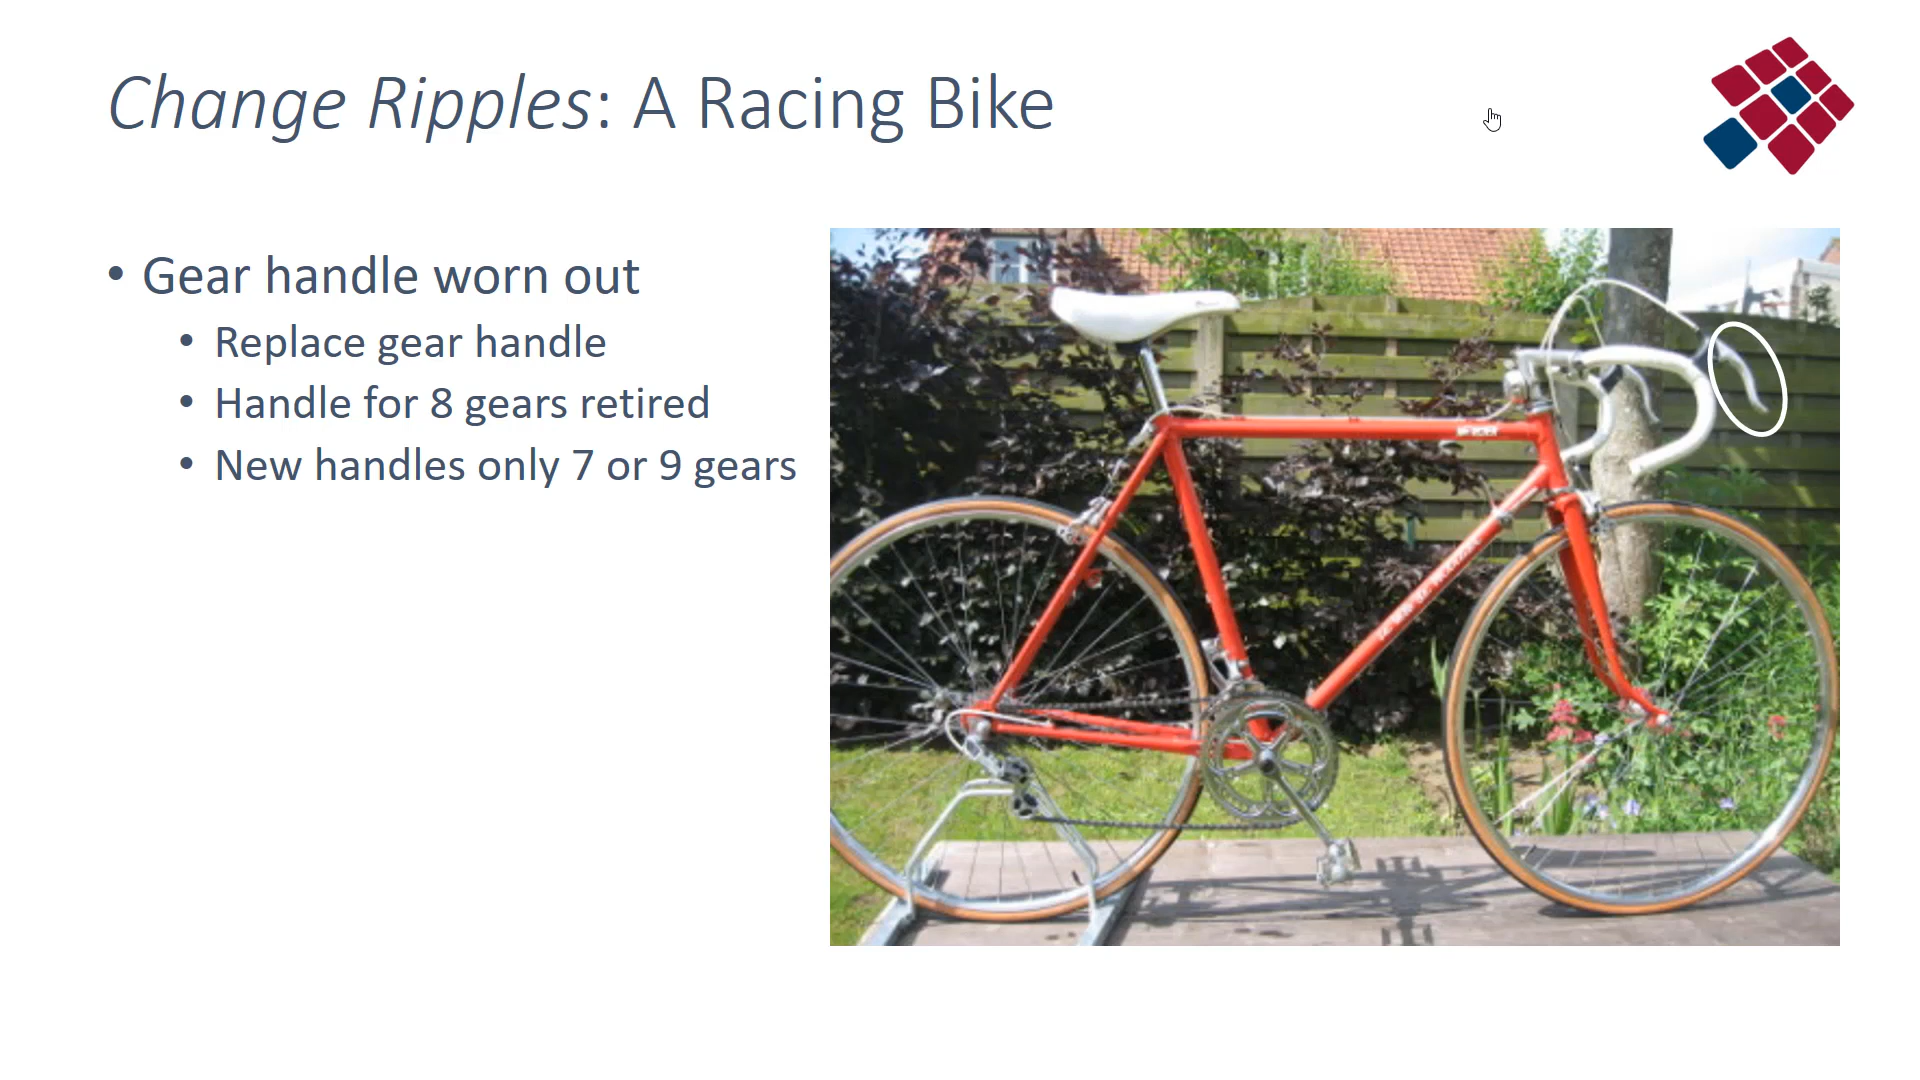 Change Ripples: A Racing Bike
• Gear handle worn out
• Replace gear handle
• Handle for 8 gears retired
• New handles only 7 or 9 gears